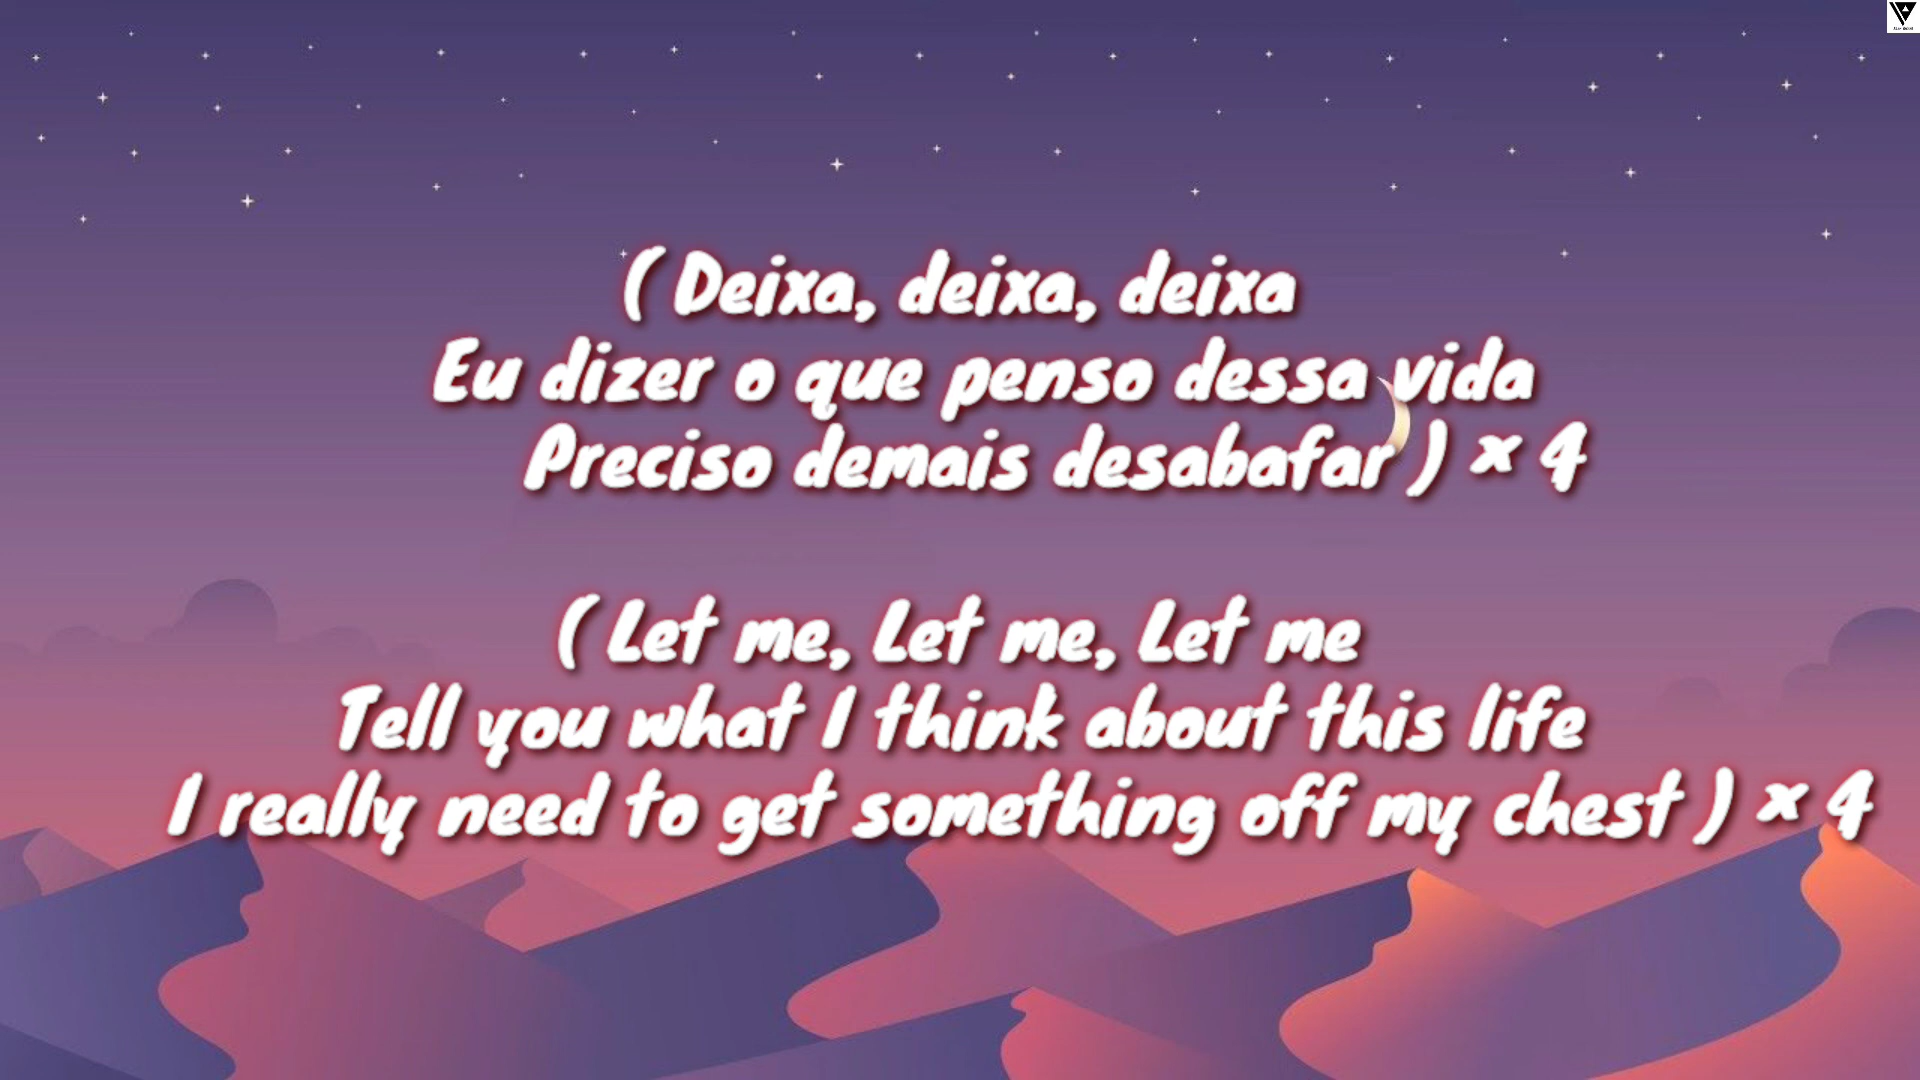 ( Deixa, deixa, deixa
Eu dizer o que penso dessa vida
Preciso demais desabafar ) × 4
( Let me, Let me, Let me
Tell you what I think about this life
I really need to get something off my chest ) × 4